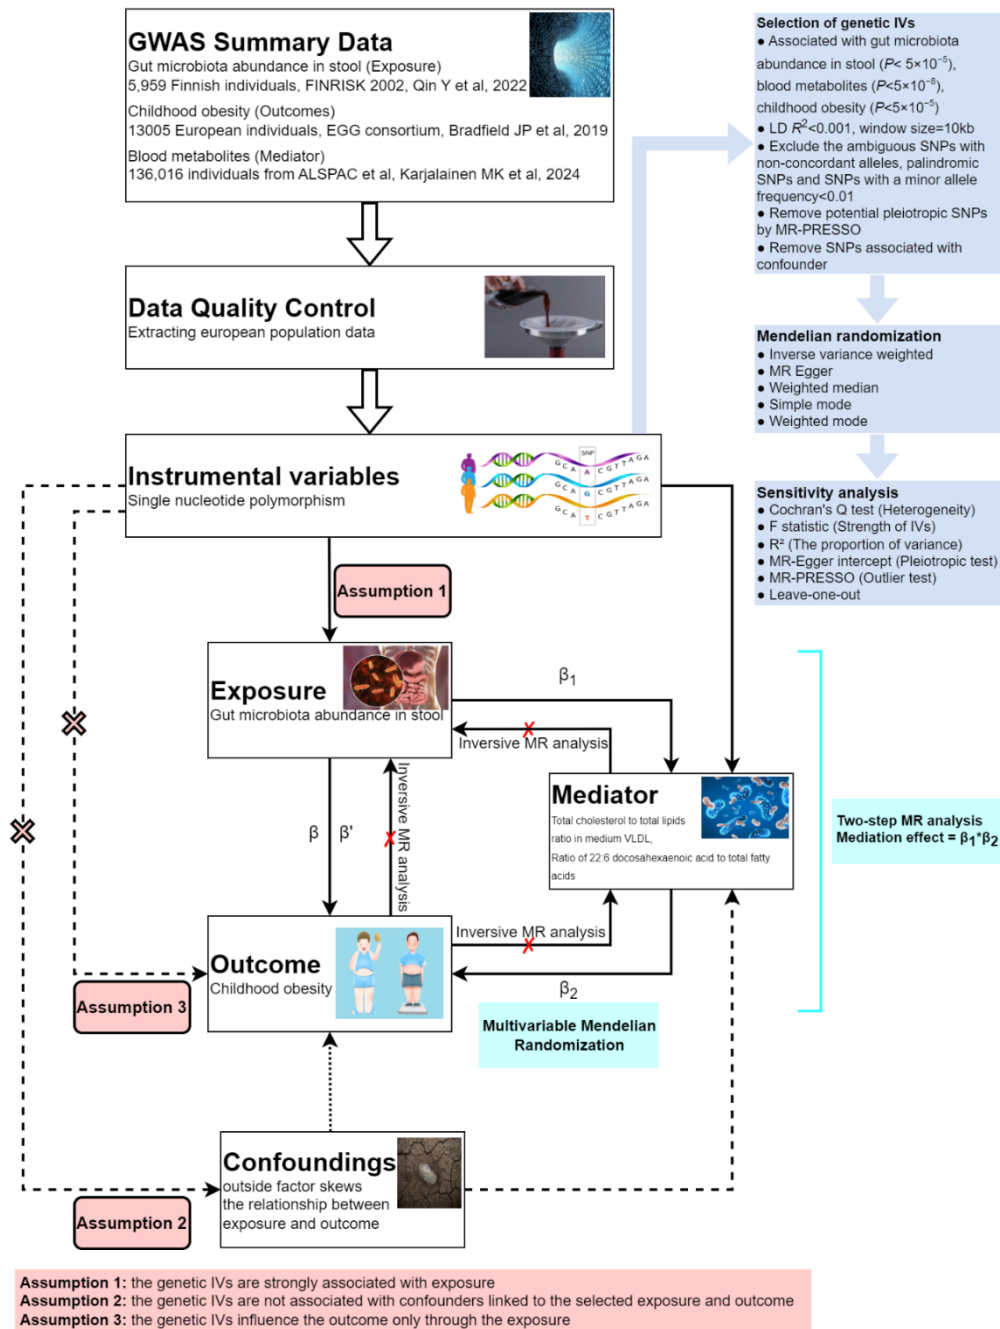 GWAS Summary Data
Gut microbiota abundance in stool (Exposure)
5,959 Finnish individuals, FINRISK 2002, Qin Y et al, 2022
Childhood obesity (Outcomes)
13005 European individuals, EGG consortium, Bradfield JP et al, 2019
Blood metabolites (Mediator)
136,016 individuals from ALSPAC et al, Karjalainen MK et al, 2024
Data Quality Control
Extracting european population data
Instrumental variables
Single nucleotide polymorphism
SNP
GCA A CGTTAGA
GCA G CGTTAGA
GCA T CGTTAGA
Assumption 1
Exposure
Gut microbiota abundance in stool
β1
Inversive MR analysis
Mediator
Total cholesterol to total lipids
ratio in medium VLDL,
Ratio of 22:6 docosahexaenoic acid to total fatty
acids
β β'
Inversive MR analysis
Inversive MR analysis
Outcome
Childhood obesity
β2
Assumption 3
Multivariable Mendelian
Randomization
Two-step MR analysis
Mediation effect = β1*β2
Confoundings
outside factor skews
the relationship between
exposure and outcome
Assumption 2
Selection of genetic IVs
● Associated with gut microbiota
abundance in stool (P< 5×10⁻⁵),
blood metabolites (P<5×10⁻⁸),
childhood obesity (P<5×10⁻⁵)
● LD R²<0.001, window size=10kb
● Exclude the ambiguous SNPs with
non-concordant alleles, palindromic
SNPs and SNPs with a minor allele
frequency<0.01
● Remove potential pleiotropic SNPs
by MR-PRESSO
● Remove SNPs associated with
confounder
Mendelian randomization
● Inverse variance weighted
● MR Egger
● Weighted median
● Simple mode
● Weighted mode
Sensitivity analysis
● Cochran's Q test (Heterogeneity)
● F statistic (Strength of IVs)
● R² (The proportion of variance)
● MR-Egger intercept (Pleiotropic test)
● MR-PRESSO (Outlier test)
● Leave-one-out
Assumption 1: the genetic IVs are strongly associated with exposure
Assumption 2: the genetic IVs are not associated with confounders linked to the selected exposure and outcome
Assumption 3: the genetic IVs influence the outcome only through the exposure